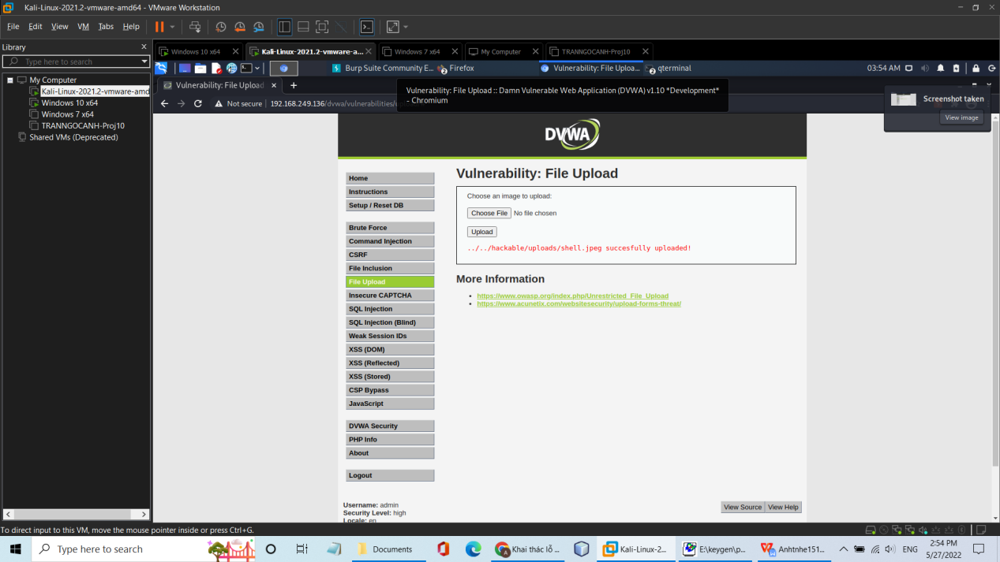 Kali-Linux-2021.2-vmware-amd64 - VMware Workstation
File Edit View VM Tabs Help
Library
Type here to search
My Computer
Kali-Linux-2021.2-vmware-amd
Windows 10 x64
Windows 7 x64
TRANNGOCANH-Proj10
Shared VMs (Deprecated)
Windows 10 x64 Kali-Linux-2021.2-vmware-a... Windows 7 x64 My Computer TRANNGOCANH-Proj10
Burp Suite Community E... 2 Firefox Vulnerability: File Uploa... 2 qterminal 03:54 AM
Vulnerability: File Upload
Vulnerability: File Upload :: Damn Vulnerable Web Application (DVWA) v1.10 *Development*
- Chromium
Not secure 192.168.249.136/dvwa/vulnerabilities/
Screenshot taken
View image
DVWA
Home
Instructions
Setup / Reset DB
Brute Force
Command Injection
CSRF
File Inclusion
File Upload
Insecure CAPTCHA
SQL Injection
SQL Injection (Blind)
Weak Session IDs
XSS (DOM)
XSS (Reflected)
XSS (Stored)
CSP Bypass
JavaScript
DVWA Security
PHP Info
About
Logout
Vulnerability: File Upload
Choose an image to upload:
Choose File No file chosen
Upload
../../hackable/uploads/shell.jpeg succesfully uploaded!
More Information
https://www.owasp.org/index.php/Unrestricted_File_Upload
https://www.acunetix.com/websitesecurity/upload-forms-threat/
Username: admin
Security Level: high
Locale: en
View Source View Help
To direct input to this VM, move the mouse pointer inside or press Ctrl+G.
Type here to search
Documents
Khai thác lỗ ...
Kali-Linux-2...
E:\keygen\p...
Anhtnhe151...
ENG
2:54 PM
5/27/2022